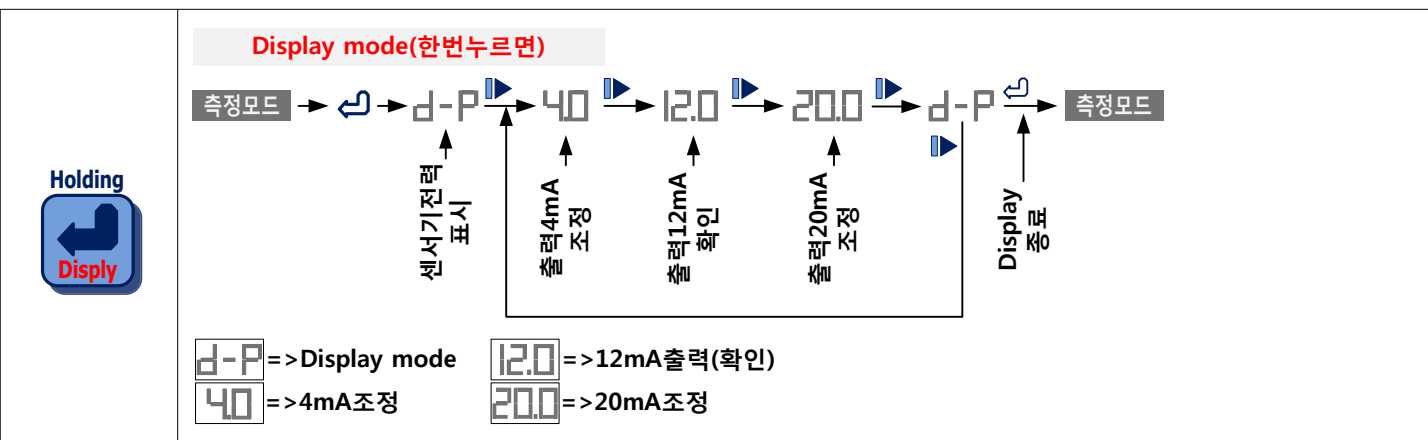 Holding
Disply
Display mode(한번누르면)
측정모드 d-P 4.0 12.0 20.0 d-P 측정모드
센서기전력
표시
출력4mA
조정
출력12mA
확인
출력20mA
조정
Display
종료
d-P =>Display mode 12.0 =>12mA출력(확인)
4.0 =>4mA조정 20.0 =>20mA조정